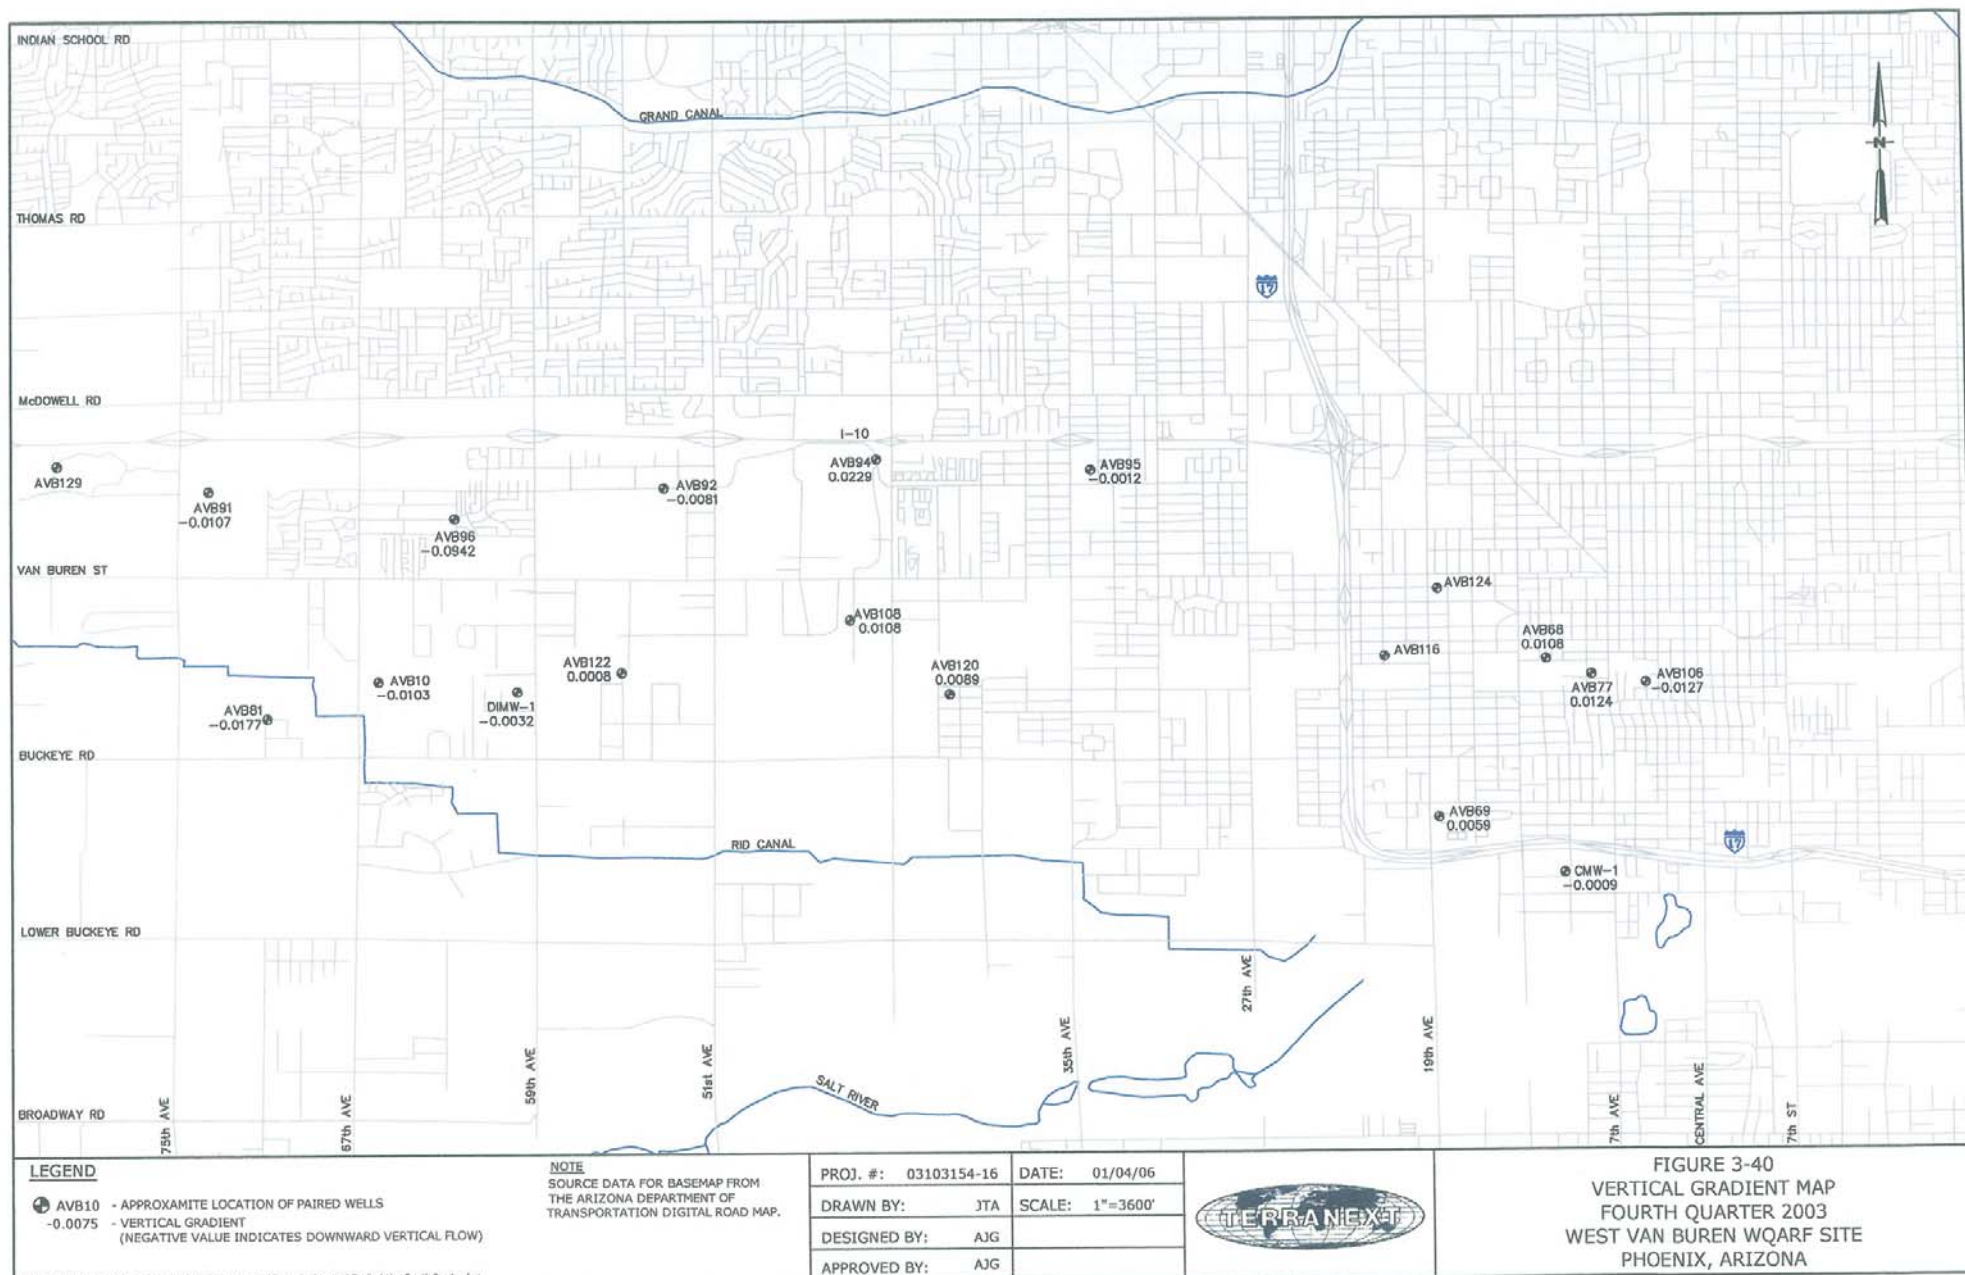 INDIAN SCHOOL RD
GRAND CANAL
N
THOMAS RD
17
McDOWELL RD
I-10
AVB129
AVB91
-0.0107
AVB96
-0.0942
AVB92
-0.0081
AVB94
0.0229
AVB95
-0.0012
VAN BUREN ST
AVB124
AVB108
0.0108
AVB116
AVB68
0.0108
AVB122
0.0008
AVB120
0.0089
AVB77
0.0124
AVB106
-0.0127
AVB10
-0.0103
DIMW-1
-0.0032
AVB81
-0.0177
BUCKEYE RD
AVB69
0.0059
RID CANAL
17
CMW-1
-0.0009
LOWER BUCKEYE RD
27th AVE
35th AVE
19th AVE
59th AVE
51st AVE
SALT RIVER
BROADWAY RD
75th AVE
67th AVE
7th AVE
CENTRAL AVE
7th ST
LEGEND
AVB10 - APPROXAMITE LOCATION OF PAIRED WELLS
-0.0075 - VERTICAL GRADIENT
(NEGATIVE VALUE INDICATES DOWNWARD VERTICAL FLOW)
NOTE
SOURCE DATA FOR BASEMAP FROM
THE ARIZONA DEPARTMENT OF
TRANSPORTATION DIGITAL ROAD MAP.
PROJ. #: 03103154-16
DATE: 01/04/06
DRAWN BY: JTA
SCALE: 1"=3600'
DESIGNED BY: AJG
APPROVED BY: AJG
TERRANEXT
FIGURE 3-40
VERTICAL GRADIENT MAP
FOURTH QUARTER 2003
WEST VAN BUREN WQARF SITE
PHOENIX, ARIZONA